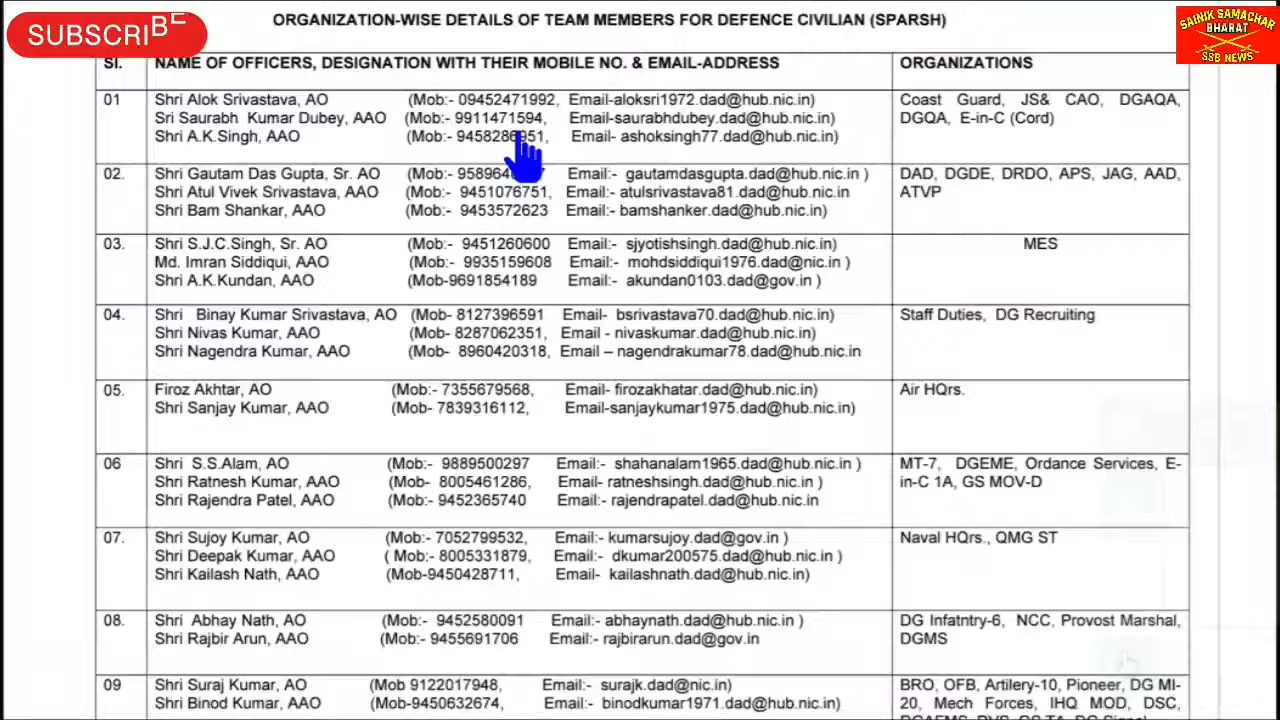 SUBSCRIBE
SAINIK SAMACHAR
BHARAT
SSB NEWS
ORGANIZATION-WISE DETAILS OF TEAM MEMBERS FOR DEFENCE CIVILIAN (SPARSH)
SI. NAME OF OFFICERS, DESIGNATION WITH THEIR MOBILE NO. & EMAIL-ADDRESS ORGANIZATIONS
01 Shri Alok Srivastava, AO (Mob:- 09452471992, Email-aloksri1972.dad@hub.nic.in) Coast Guard, JS& CAO, DGAQA,
Sri Saurabh Kumar Dubey, AAO (Mob:- 9911471594, Email-saurabhdubey.dad@hub.nic.in) DGQA, E-in-C (Cord)
Shri A.K.Singh, AAO (Mob:- 9458286951, Email- ashoksingh77.dad@hub.nic.in)
02. Shri Gautam Das Gupta, Sr. AO (Mob:- Email:- gautamdasgupta.dad@hub.nic.in ) DAD, DGDE, DRDO, APS, JAG, AAD,
Shri Atul Vivek Srivastava, AAO (Mob:- 9451076751, Email:- atulsrivastava81.dad@hub.nic.in ATVP
Shri Bam Shankar, AAO (Mob:- 9453572623 Email:- bamshanker.dad@hub.nic.in)
03. Shri S.J.C.Singh, Sr. AO (Mob:- 9451260600 Email:- sjyotishsingh.dad@hub.nic.in) MES
Md. Imran Siddiqui, AAO (Mob:- 9935159608 Email:- mohdsiddiqui1976.dad@nic.in )
Shri A.K.Kundan, AAO (Mob-9691854189 Email:- akundan0103.dad@gov.in )
04. Shri Binay Kumar Srivastava, AO (Mob- 8127396591 Email- bsrivastava70.dad@hub.nic.in) Staff Duties, DG Recruiting
Shri Nivas Kumar, AAO (Mob- 8287062351, Email - nivaskumar.dad@hub.nic.in)
Shri Nagendra Kumar, AAO (Mob- 8960420318, Email – nagendrakumar78.dad@hub.nic.in
05. Firoz Akhtar, AO (Mob:- 7355679568, Email- firozakhatar.dad@hub.nic.in) Air HQrs.
Shri Sanjay Kumar, AAO (Mob- 7839316112, Email-sanjaykumar1975.dad@hub.nic.in)
06 Shri S.S.Alam, AO (Mob:- 9889500297 Email:- shahanalam1965.dad@hub.nic.in ) MT-7, DGEME, Ordance Services, E-
Shri Ratnesh Kumar, AAO (Mob- 8005461286, Email:- ratneshsingh.dad@hub.nic.in ) in-C 1A, GS MOV-D
Shri Rajendra Patel, AAO (Mob:- 9452365740 Email:- rajendrapatel.dad@hub.nic.in
07. Shri Sujoy Kumar, AO (Mob:- 7052799532, Email:- kumarsujoy.dad@gov.in ) Naval HQrs., QMG ST
Shri Deepak Kumar, AAO ( Mob:- 8005331879, Email:- dkumar200575.dad@hub.nic.in )
Shri Kailash Nath, AAO (Mob-9450428711, Email- kailashnath.dad@hub.nic.in)
08. Shri Abhay Nath, AO (Mob:- 9452580091 Email:- abhaynath.dad@hub.nic.in ) DG Infatntry-6, NCC, Provost Marshal,
Shri Rajbir Arun, AAO (Mob:- 9455691706 Email:- rajbirarun.dad@gov.in DGMS
09 Shri Suraj Kumar, AO (Mob 9122017948, Email:- surajk.dad@nic.in) BRO, OFB, Artilery-10, Pioneer, DG MI-
Shri Binod Kumar, AAO (Mob-9450632674, Email:- binodkumar1971.dad@hub.nic.in) 20, Mech Forces, IHQ MOD, DSC,